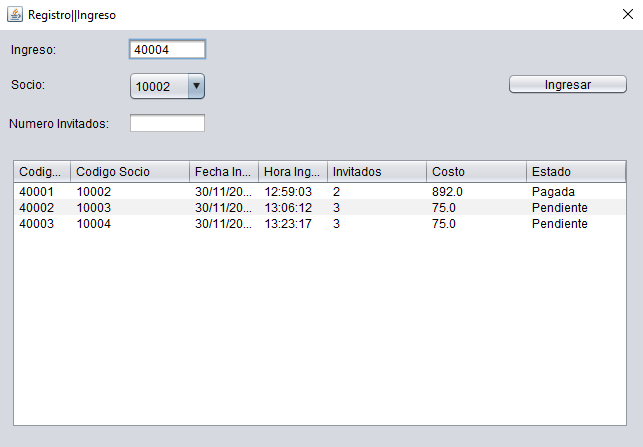 Registro||Ingreso
Ingreso: 40004
Socio: 10002 Ingresar
Numero Invitados:
Codig... Codigo Socio Fecha In... Hora Ing... Invitados Costo Estado
40001 10002 30/11/20... 12:59:03 2 892.0 Pagada
40002 10003 30/11/20... 13:06:12 3 75.0 Pendiente
40003 10004 30/11/20... 13:23:17 3 75.0 Pendiente